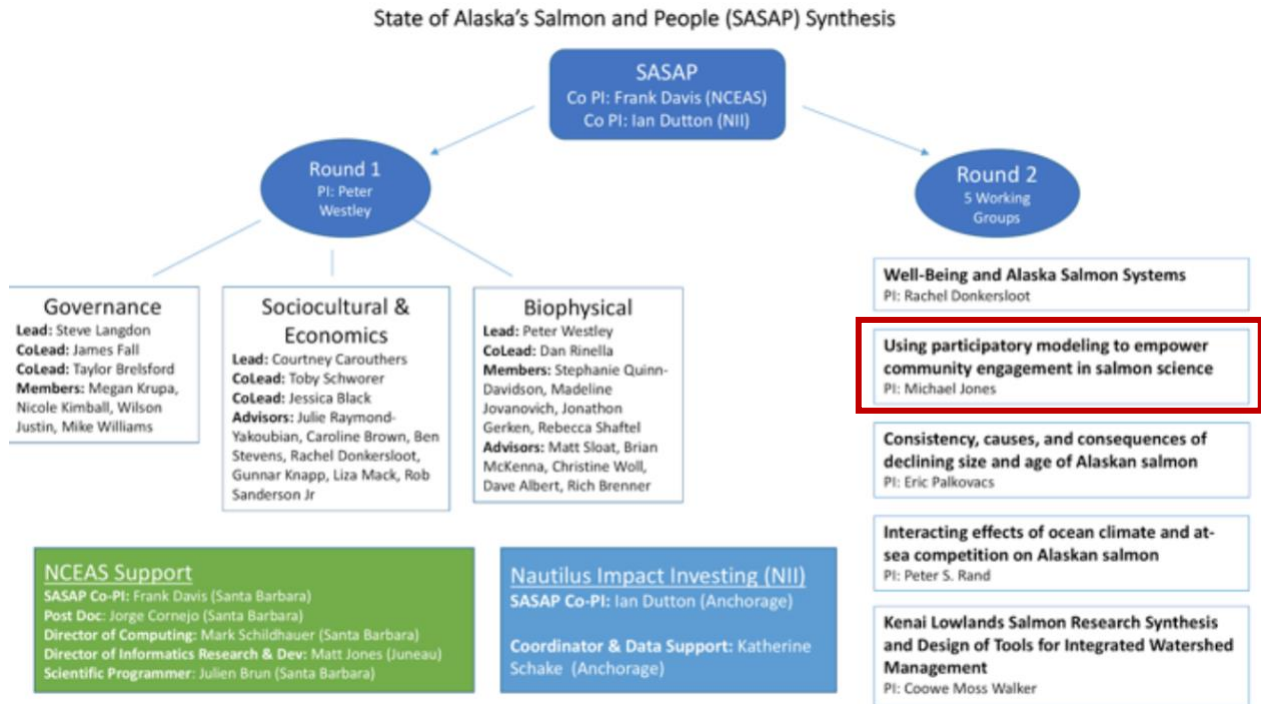 State of Alaska's Salmon and People (SASAP) Synthesis
SASAP
Co PI: Frank Davis (NCEAS)
Co PI: Ian Dutton (NII)
Round 1
PI: Peter
Westley
Round 2
5 Working
Groups
Governance
Lead: Steve Langdon
CoLead: James Fall
CoLead: Taylor Brelsford
Members: Megan Krupa,
Nicole Kimball, Wilson
Justin, Mike Williams
Sociocultural &
Economics
Lead: Courtney Carouthers
CoLead: Toby Schworer
CoLead: Jessica Black
Advisors: Julie Raymond-
Yakoubian, Caroline Brown, Ben
Stevens, Rachel Donkersloot,
Gunnar Knapp, Liza Mack, Rob
Sanderson Jr
Biophysical
Lead: Peter Westley
CoLead: Dan Rinella
Members: Stephanie Quinn-
Davidson, Madeline
Jovanovich, Jonathon
Gerken, Rebecca Shaftel
Advisors: Matt Sloat, Brian
McKenna, Christine Woll,
Dave Albert, Rich Brenner
Well-Being and Alaska Salmon Systems
PI: Rachel Donkersloot
Using participatory modeling to empower
community engagement in salmon science
PI: Michael Jones
Consistency, causes, and consequences of
declining size and age of Alaskan salmon
PI: Eric Palkovacs
Interacting effects of ocean climate and at-
sea competition on Alaskan salmon
PI: Peter S. Rand
Kenai Lowlands Salmon Research Synthesis
and Design of Tools for Integrated Watershed
Management
PI: Coowe Moss Walker
NCEAS Support
SASAP Co-PI: Frank Davis (Santa Barbara)
Post Doc: Jorge Cornejo (Santa Barbara)
Director of Computing: Mark Schildhauer (Santa Barbara)
Director of Informatics Research & Dev: Matt Jones (Juneau)
Scientific Programmer: Julien Brun (Santa Barbara)
Nautilus Impact Investing (NII)
SASAP Co-PI: Ian Dutton (Anchorage)
Coordinator & Data Support: Katherine
Schake (Anchorage)